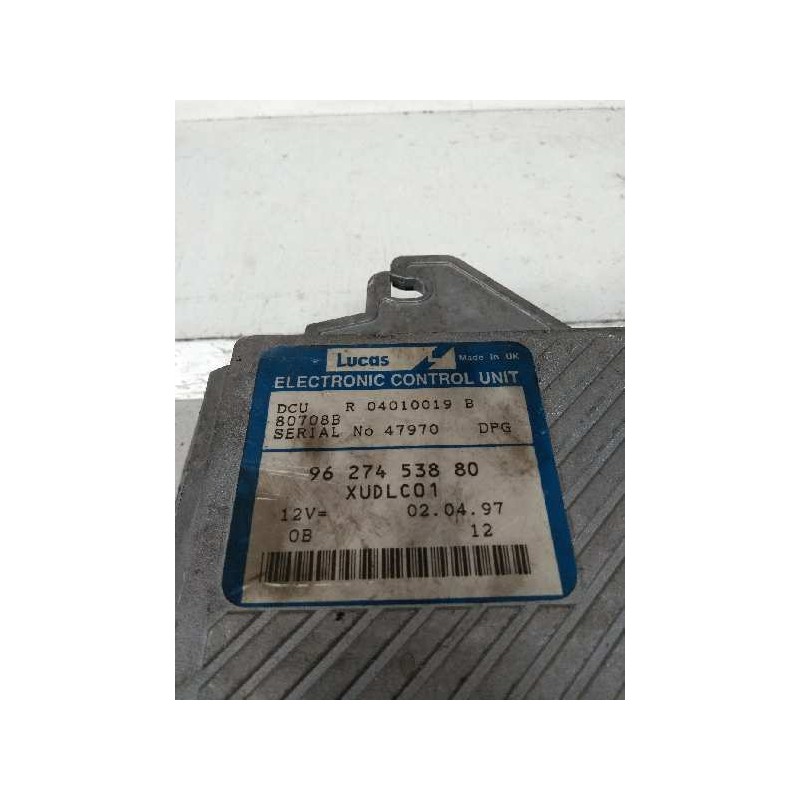 Lucas Made in UK
ELECTRONIC CONTROL UNIT
DCU R 04010019 B
80708B
SERIAL No 47970 DPG
96 274 538 80
XUDLC01
12V= 02.04.97
OB 12